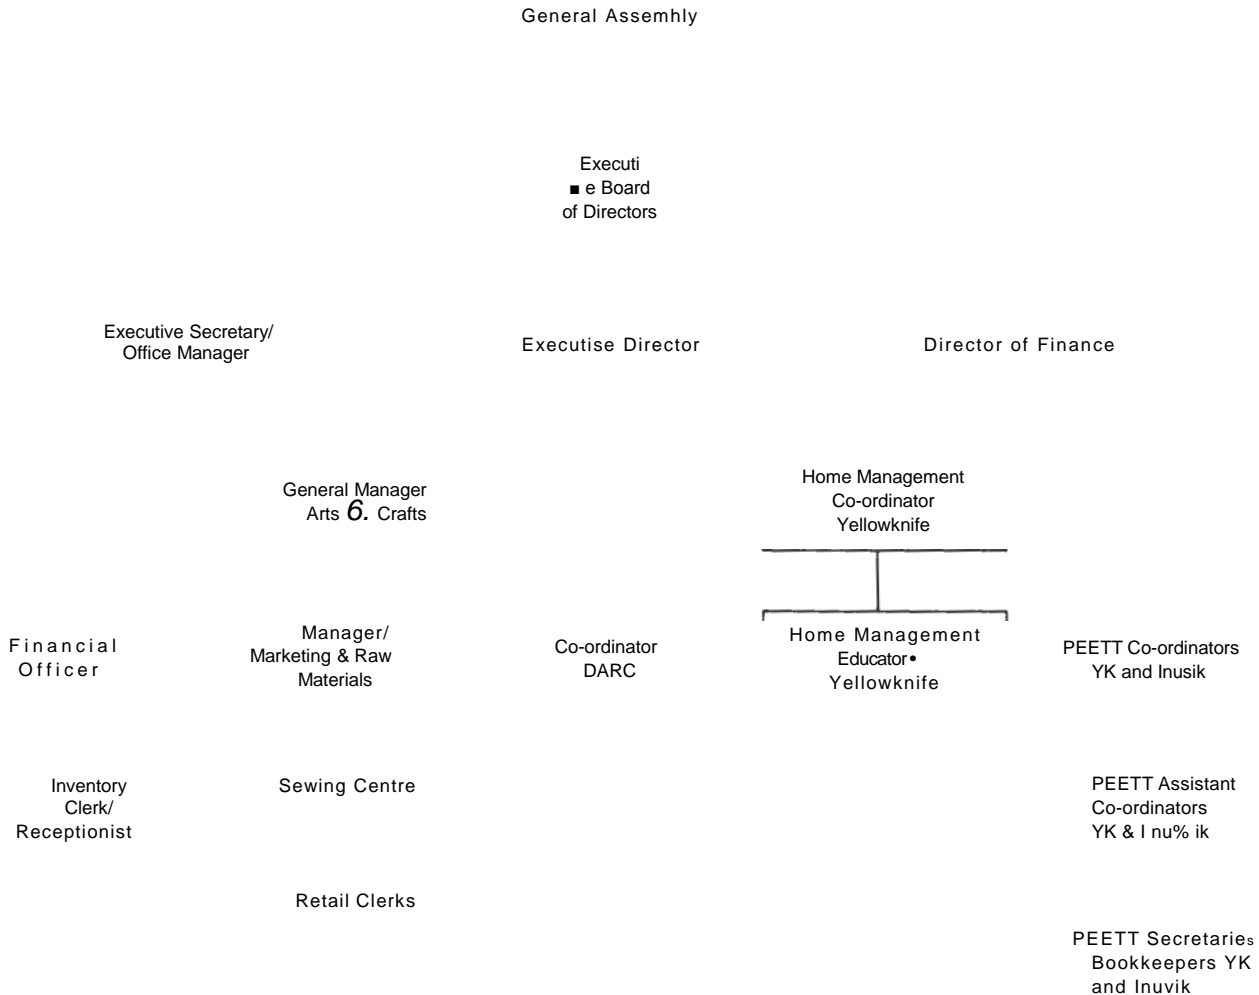 General Assemhly
Executi
■ e Board
of Directors
Executive Secretary/
Office Manager
Executise Director
Director of Finance
General Manager
Arts 6. Crafts
Home Management
Co-ordinator
Yellowknife
Financial
Officer
Manager/
Marketing & Raw
Materials
Co-ordinator
DARC
Home Management
Educator•
Yellowknife
PEETT Co-ordinators
YK and Inusik
Inventory
Clerk/
Receptionist
Sewing Centre
PEETT Assistant
Co-ordinators
YK & I nu% ik
Retail Clerks
PEETT Secretaries
Bookkeepers YK
and Inuvik